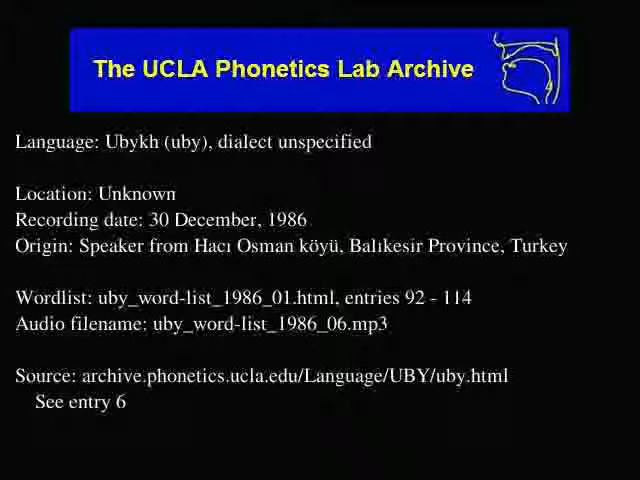 The UCLA Phonetics Lab Archive
Language: Ubykh (uby), dialect unspecified
Location: Unknown
Recording date: 30 December, 1986
Origin: Speaker from Hacı Osman köyü, Balıkesir Province, Turkey
Wordlist: uby_word-list_1986_01.html, entries 92 - 114
Audio filename: uby_word-list_1986_06.mp3
Source: archive.phonetics.ucla.edu/Language/UBY/uby.html
See entry 6